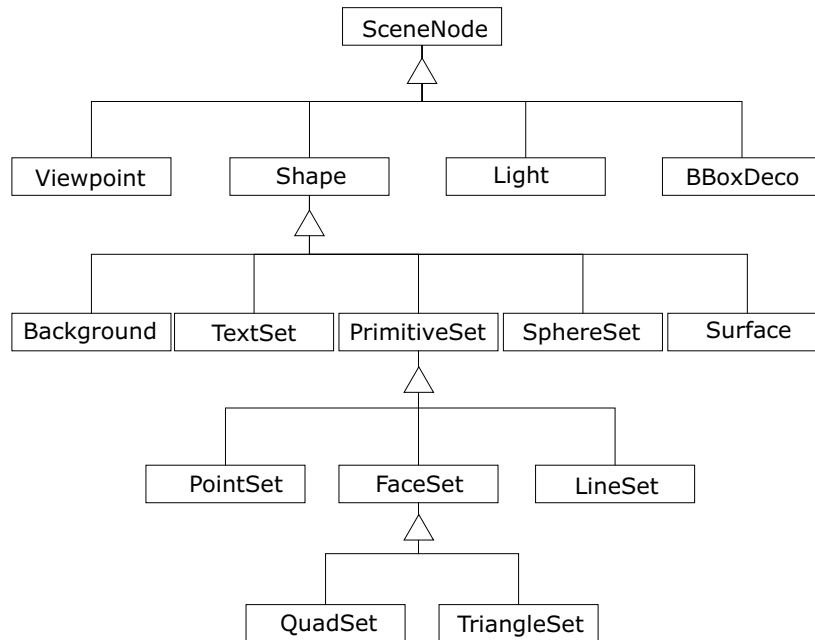 SceneNode
Viewpoint
Shape
Light
BBoxDeco
Background
TextSet
PrimitiveSet
SphereSet
Surface
PointSet
FaceSet
LineSet
QuadSet
TriangleSet